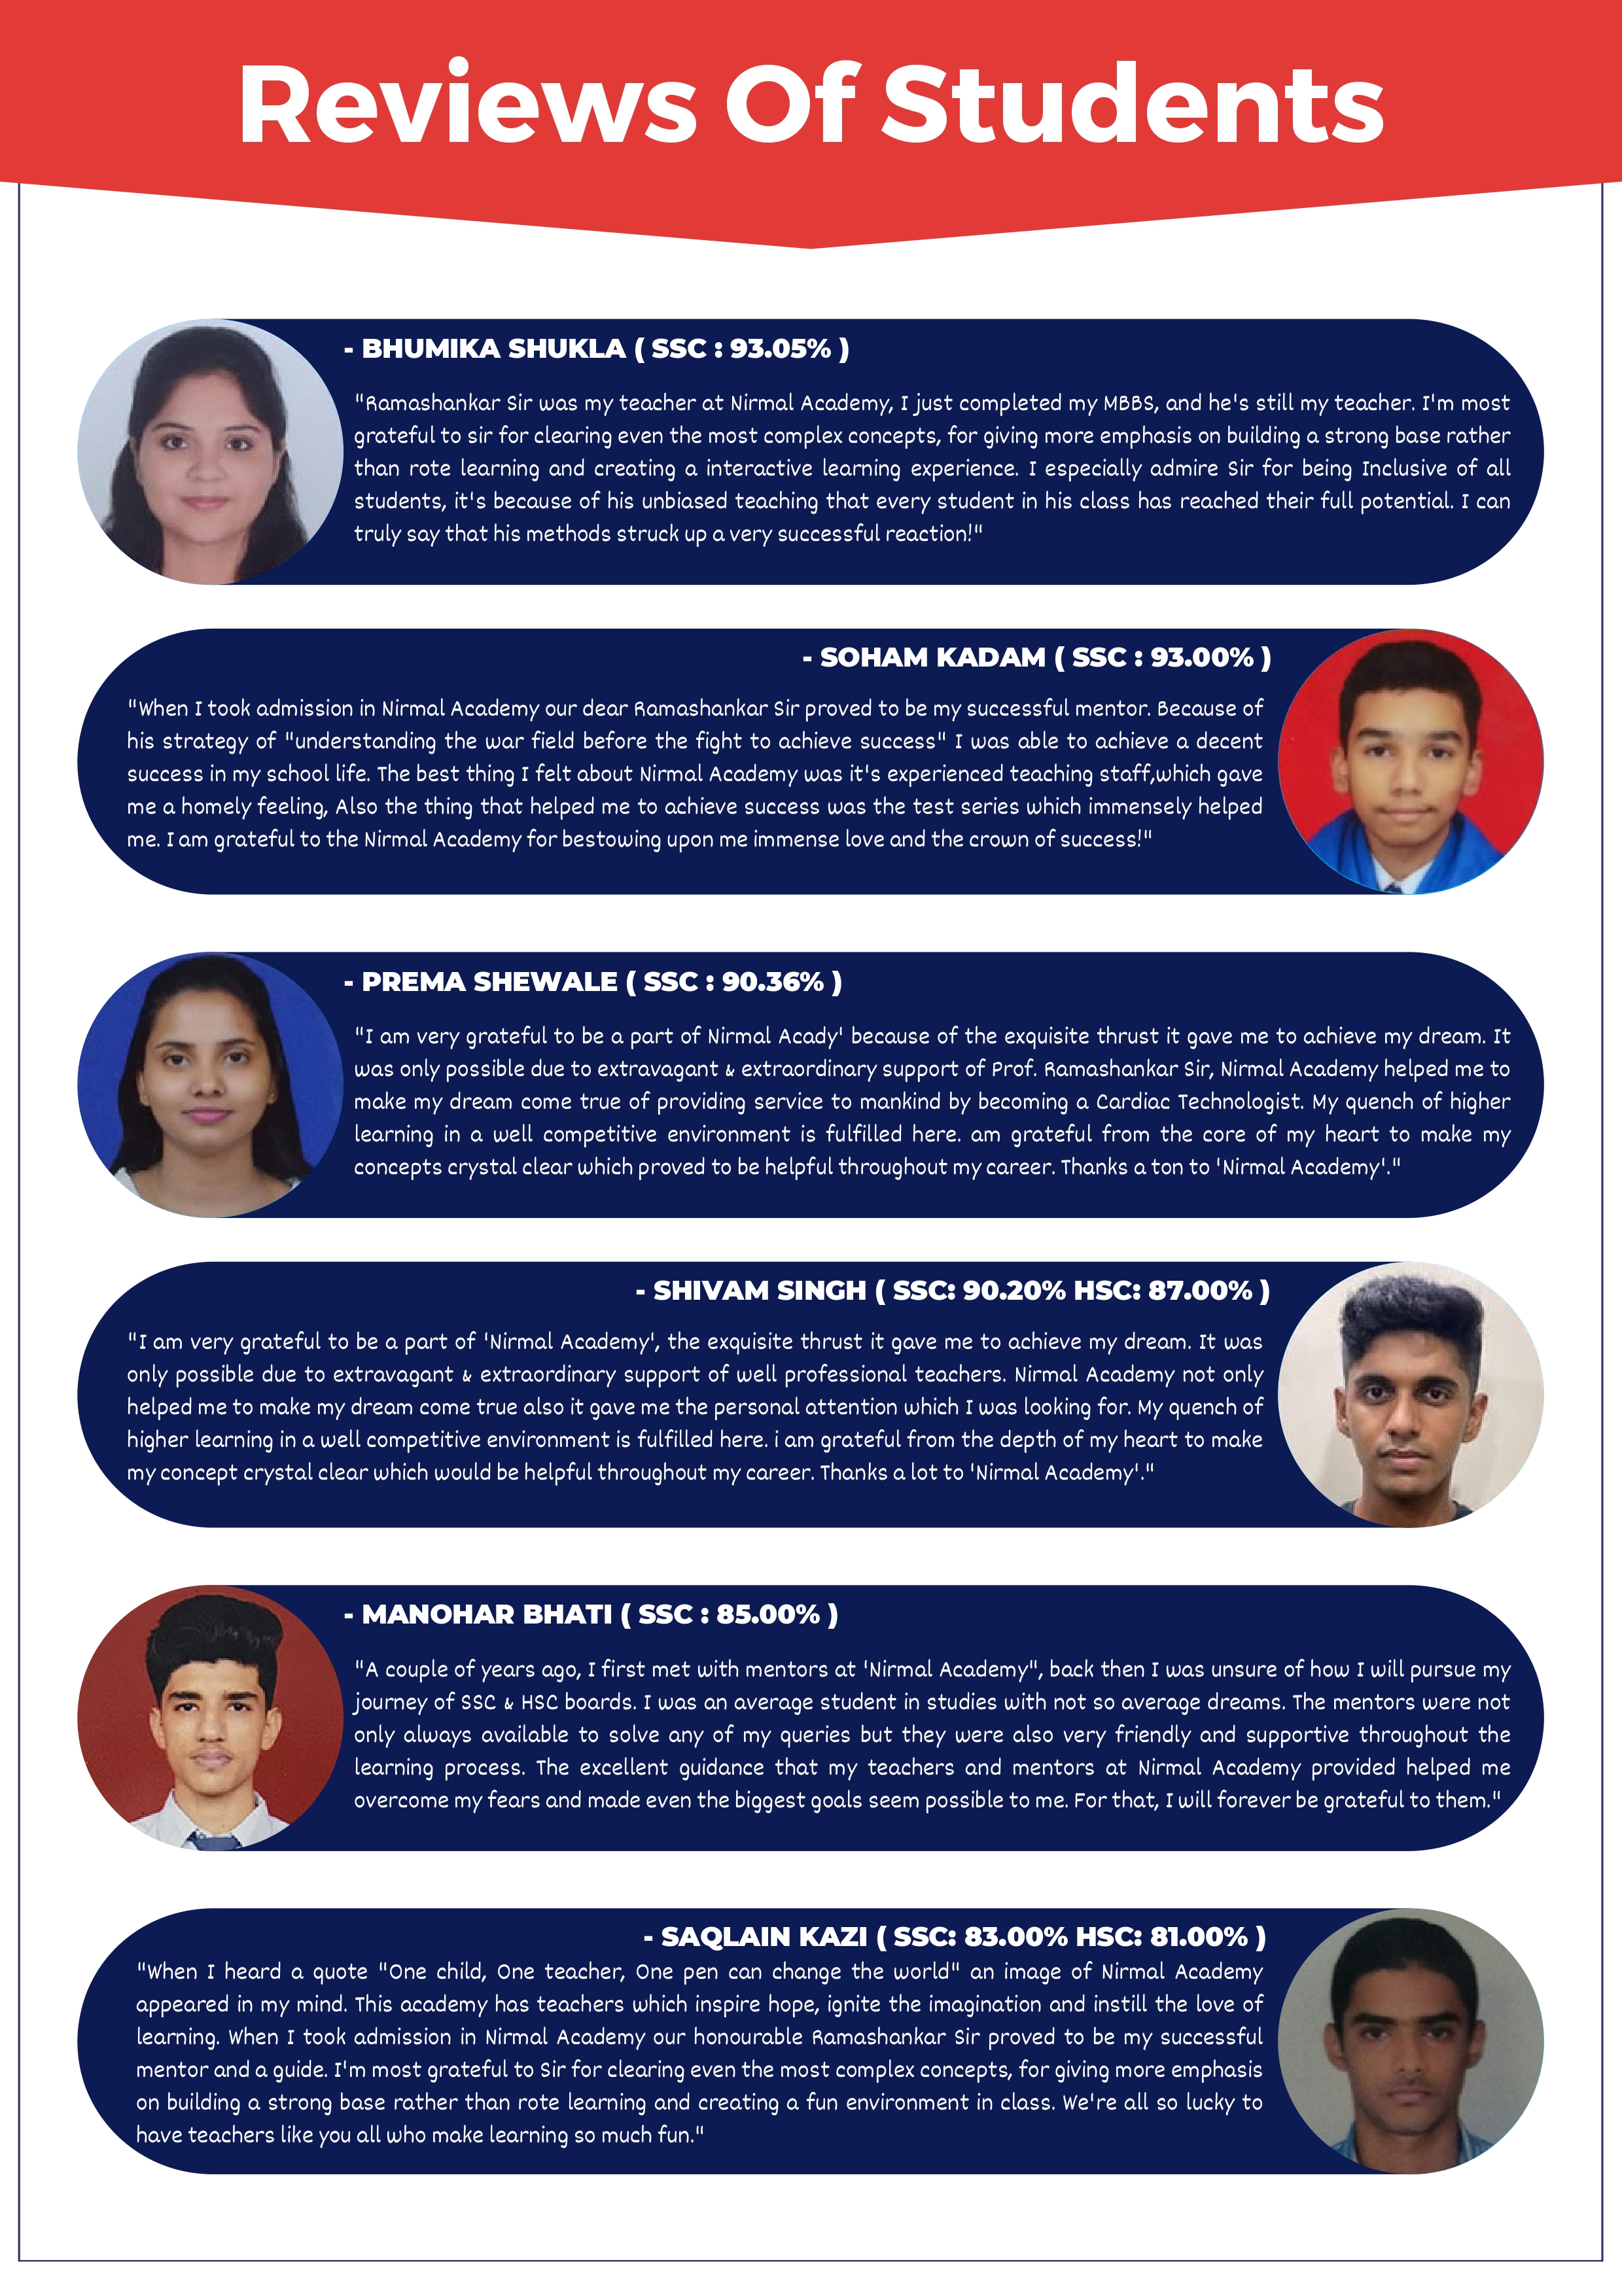 Reviews Of Students
- BHUMIKA SHUKLA ( SSC : 93.05% )
"Ramashankar Sir was my teacher at Nirmal Academy, I just completed my MBBS, and he's still my teacher. I'm most
grateful to sir for clearing even the most complex concepts, for giving more emphasis on building a strong base rather
than rote learning and creating a interactive learning experience. I especially admire Sir for being Inclusive of all
students, it's because of his unbiased teaching that every student in his class has reached their full potential. I can
truly say that his methods struck up a very successful reaction!"
- SOHAM KADAM ( SSC : 93.00% )
"When I took admission in Nirmal Academy our dear Ramashankar Sir proved to be my successful mentor. Because of
his strategy of "understanding the war field before the fight to achieve success" I was able to achieve a decent
success in my school life. The best thing I felt about Nirmal Academy was it's experienced teaching staff,which gave
me a homely feeling, Also the thing that helped me to achieve success was the test series which immensely helped
me. I am grateful to the Nirmal Academy for bestowing upon me immense love and the crown of success!"
- PREMA SHEWALE ( SSC : 90.36% )
"I am very grateful to be a part of Nirmal Acady' because of the exquisite thrust it gave me to achieve my dream. It
was only possible due to extravagant & extraordinary support of Prof. Ramashankar Sir, Nirmal Academy helped me to
make my dream come true of providing service to mankind by becoming a Cardiac Technologist. My quench of higher
learning in a well competitive environment is fulfilled here. am grateful from the core of my heart to make my
concepts crystal clear which proved to be helpful throughout my career. Thanks a ton to 'Nirmal Academy'."
- SHIVAM SINGH ( SSC: 90.20% HSC: 87.00% )
"I am very grateful to be a part of 'Nirmal Academy', the exquisite thrust it gave me to achieve my dream. It was
only possible due to extravagant & extraordinary support of well professional teachers. Nirmal Academy not only
helped me to make my dream come true also it gave me the personal attention which I was looking for. My quench of
higher learning in a well competitive environment is fulfilled here. i am grateful from the depth of my heart to make
my concept crystal clear which would be helpful throughout my career. Thanks a lot to 'Nirmal Academy'."
- MANOHAR BHATI ( SSC : 85.00% )
"A couple of years ago, I first met with mentors at 'Nirmal Academy", back then I was unsure of how I will pursue my
journey of SSC & HSC boards. I was an average student in studies with not so average dreams. The mentors were not
only always available to solve any of my queries but they were also very friendly and supportive throughout the
learning process. The excellent guidance that my teachers and mentors at Nirmal Academy provided helped me
overcome my fears and made even the biggest goals seem possible to me. For that, I will forever be grateful to them."
- SAQLAIN KAZI ( SSC: 83.00% HSC: 81.00% )
"When I heard a quote "One child, One teacher, One pen can change the world" an image of Nirmal Academy
appeared in my mind. This academy has teachers which inspire hope, ignite the imagination and instill the love of
learning. When I took admission in Nirmal Academy our honourable Ramashankar Sir proved to be my successful
mentor and a guide. I'm most grateful to Sir for clearing even the most complex concepts, for giving more emphasis
on building a strong base rather than rote learning and creating a fun environment in class. We're all so lucky to
have teachers like you all who make learning so much fun."